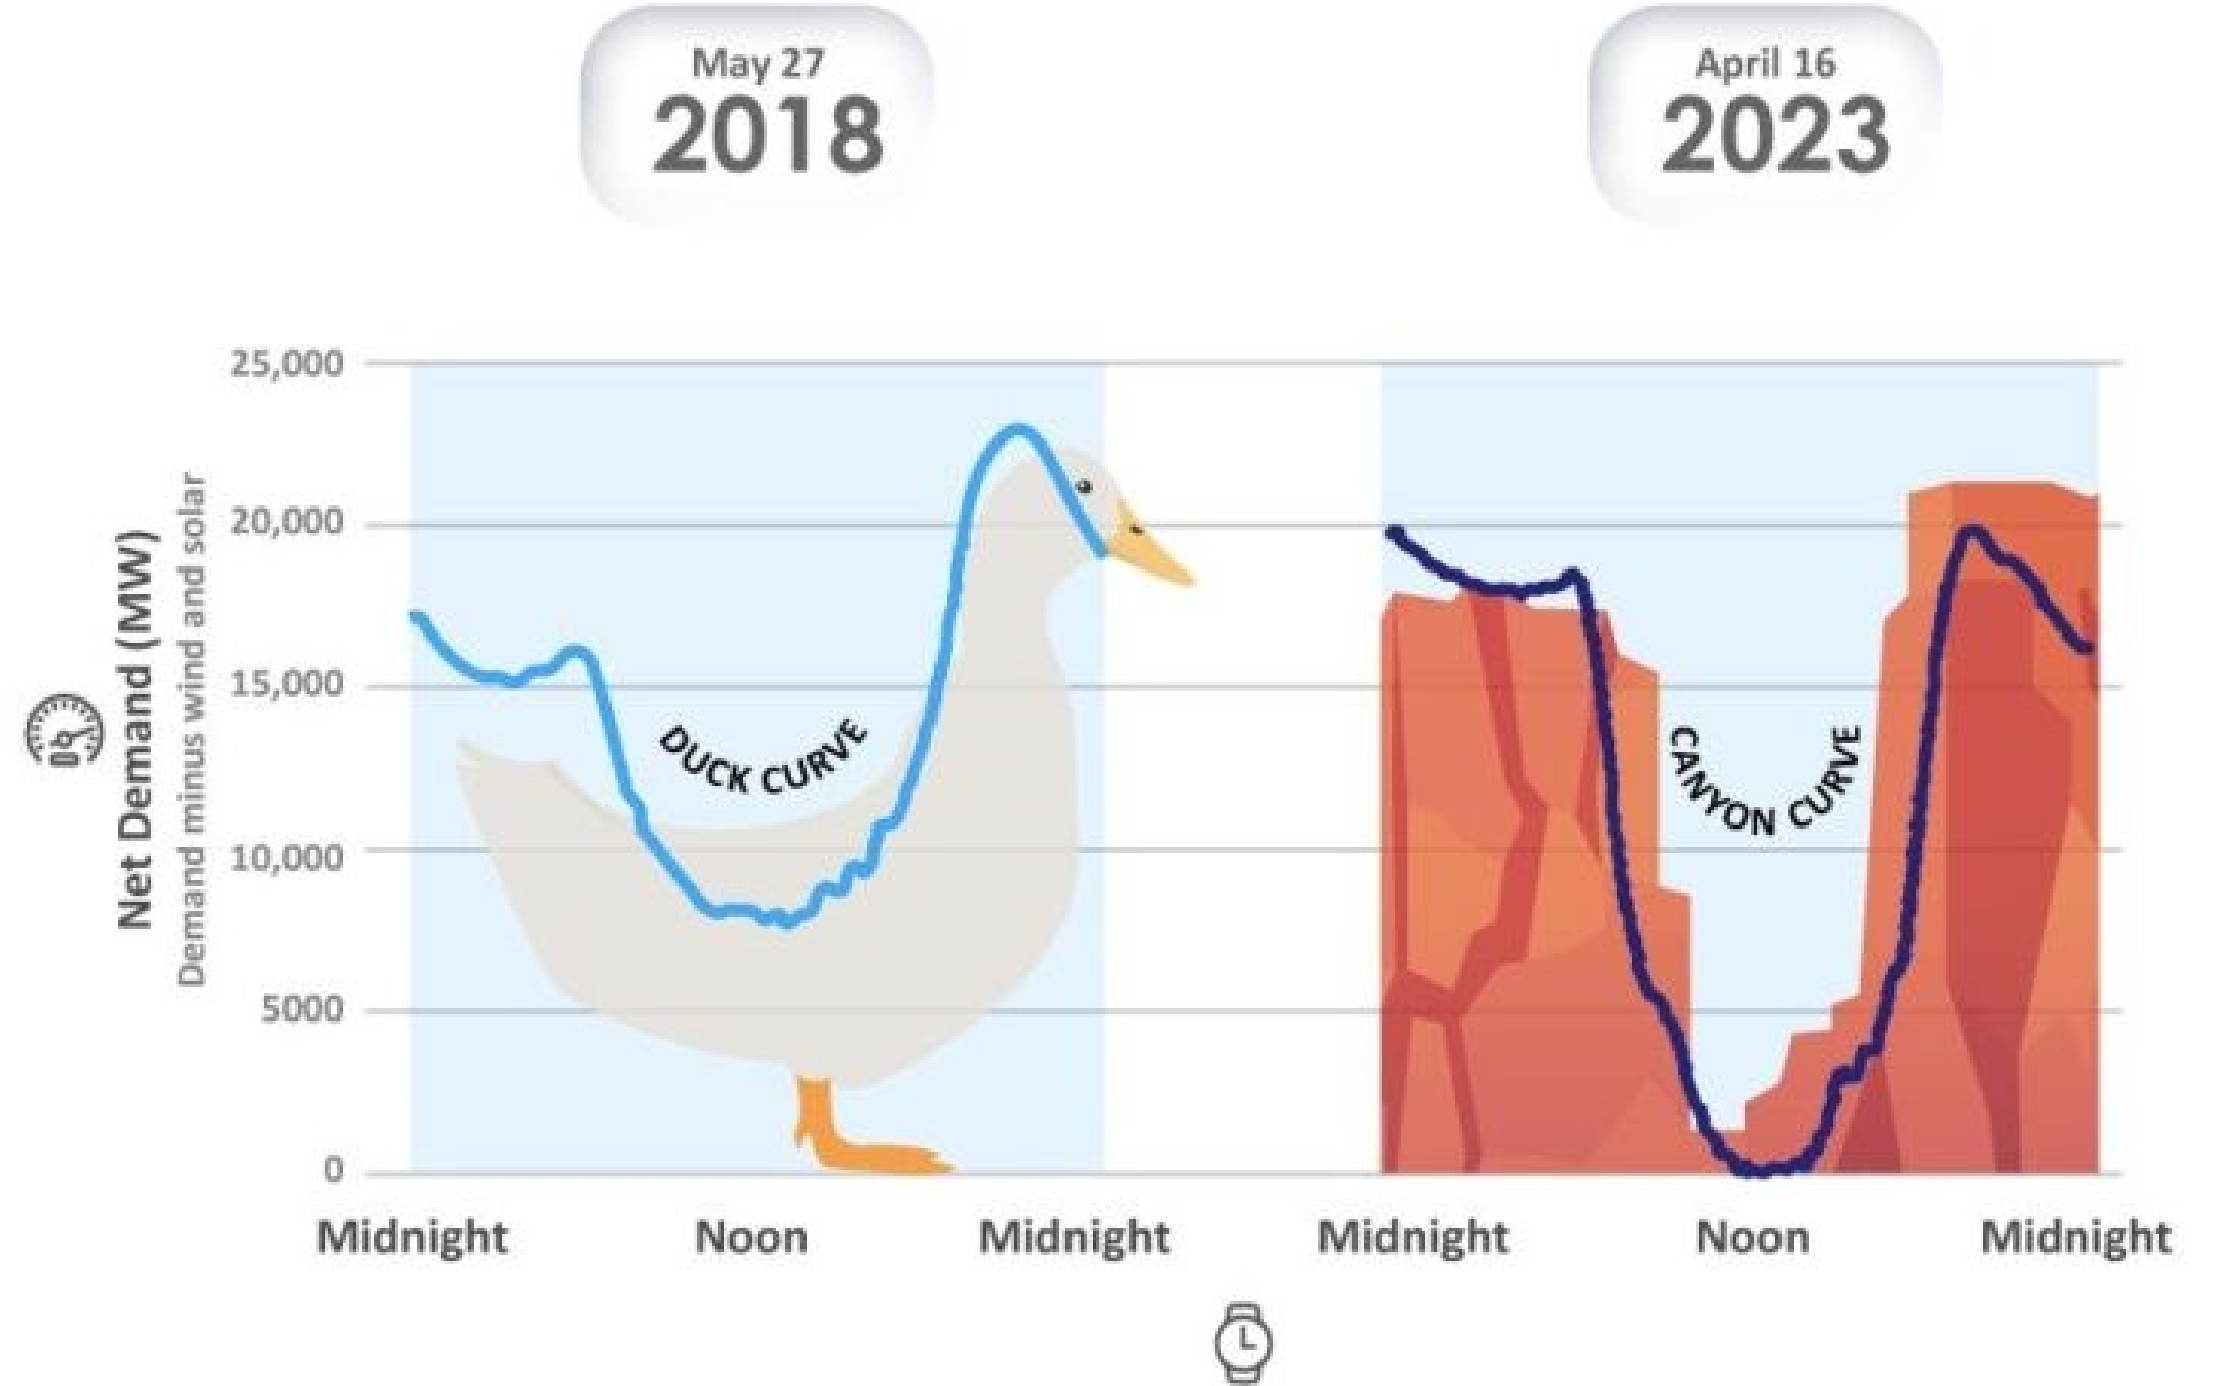 May 27
2018
April 16
2023
Net Demand (MW)
Demand minus wind and solar
25,000
20,000
15,000
10,000
5000
0
DUCK CURVE
CANYON CURVE
Midnight
Noon
Midnight
Midnight
Noon
Midnight